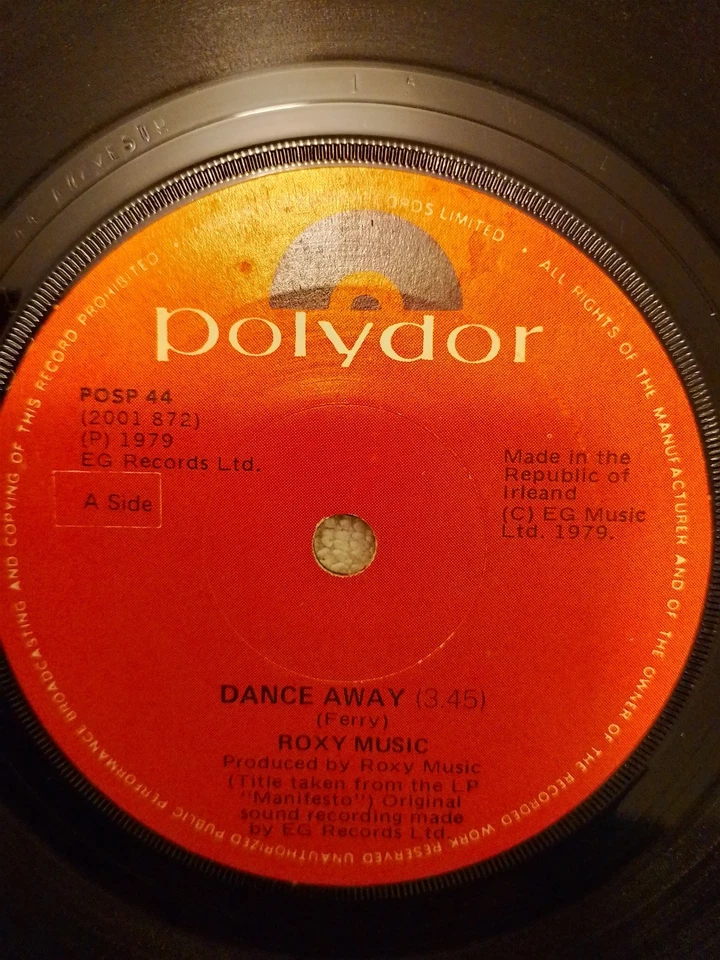 polydor
POSP 44
(2001 872)
(P) 1979
EG Records Ltd.
A Side
Made in the
Republic of
Irleand
(C) EG Music
Ltd. 1979.
DANCE AWAY (3.45)
(Ferry)
ROXY MUSIC
Produced by Roxy Music
(Title taken from the LP
"Manifesto") Original
sound recording made
by EG Records Ltd.
RECORDS LIMITED • ALL RIGHTS OF THE MANUFACTURER AND OF THE OWNER OF THE RECORDED WORK RESERVED UNAUTHORIZED PUBLIC PERFORMANCE BROADCASTING AND COPYING OF THIS RECORD PROHIBITED •